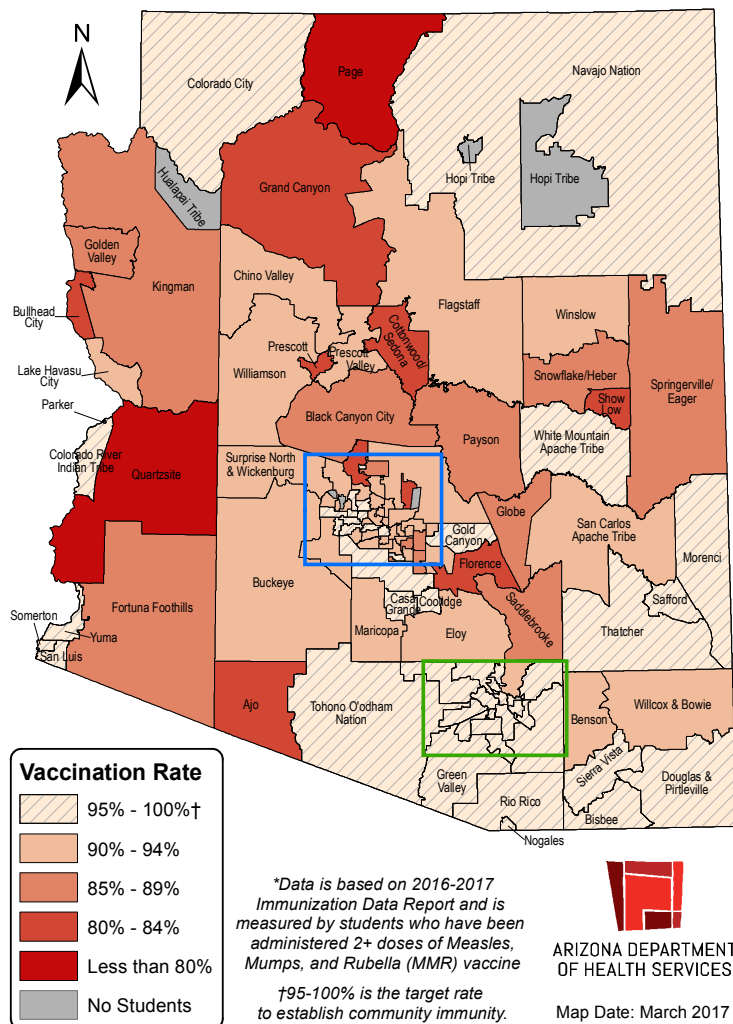 N
Colorado City
Page
Navajo Nation
Hualapai Tribe
Grand Canyon
Hopi Tribe
Hopi Tribe
Golden
Valley
Kingman
Chino Valley
Flagstaff
Winslow
Bullhead
City
Prescott
Prescott
Valley
Cottonwood/
Sedona
Lake Havasu
City
Williamson
Snowflake/Heber
Springerville/
Eager
Show
Low
Parker
Black Canyon City
Payson
White Mountain
Apache Tribe
Colorado River
Indian Tribe
Quartzsite
Surprise North
& Wickenburg
Globe
San Carlos
Apache Tribe
Gold
Canyon
Morenci
Florence
Buckeye
Fortuna Foothills
Casa
Grande
Coolidge
Safford
Somerton
Yuma
San Luis
Maricopa
Eloy
Saddlebrooke
Thatcher
Ajo
Tohono O'odham
Nation
Benson
Willcox & Bowie
Green
Valley
Sierra Vista
Douglas &
Pirtleville
Rio Rico
Bisbee
Nogales
Vaccination Rate
95% - 100%†
90% - 94%
85% - 89%
80% - 84%
Less than 80%
No Students
*Data is based on 2016-2017
Immunization Data Report and is
measured by students who have been
administered 2+ doses of Measles,
Mumps, and Rubella (MMR) vaccine
†95-100% is the target rate
to establish community immunity.
ARIZONA DEPARTMENT
OF HEALTH SERVICES
Map Date: March 2017